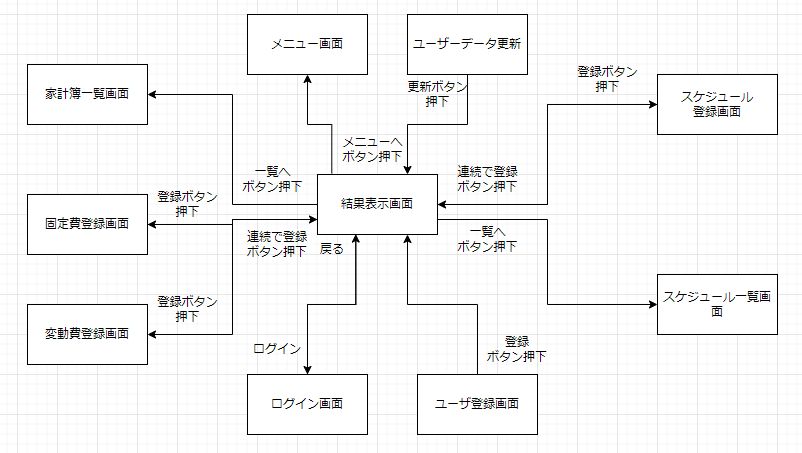 メニュー画面
ユーザーデータ更新
家計簿一覧画面
更新ボタン
押下
登録ボタン
押下
スケジュール
登録画面
メニューへ
ボタン押下
一覧へ
ボタン押下
連続で登録
ボタン押下
登録ボタン
押下
固定費登録画面
結果表示画面
連続で登録
ボタン押下
戻る
一覧へ
ボタン押下
スケジュール一覧画
面
登録ボタン
押下
変動費登録画面
ログイン
登録
ボタン押下
ログイン画面
ユーザ登録画面